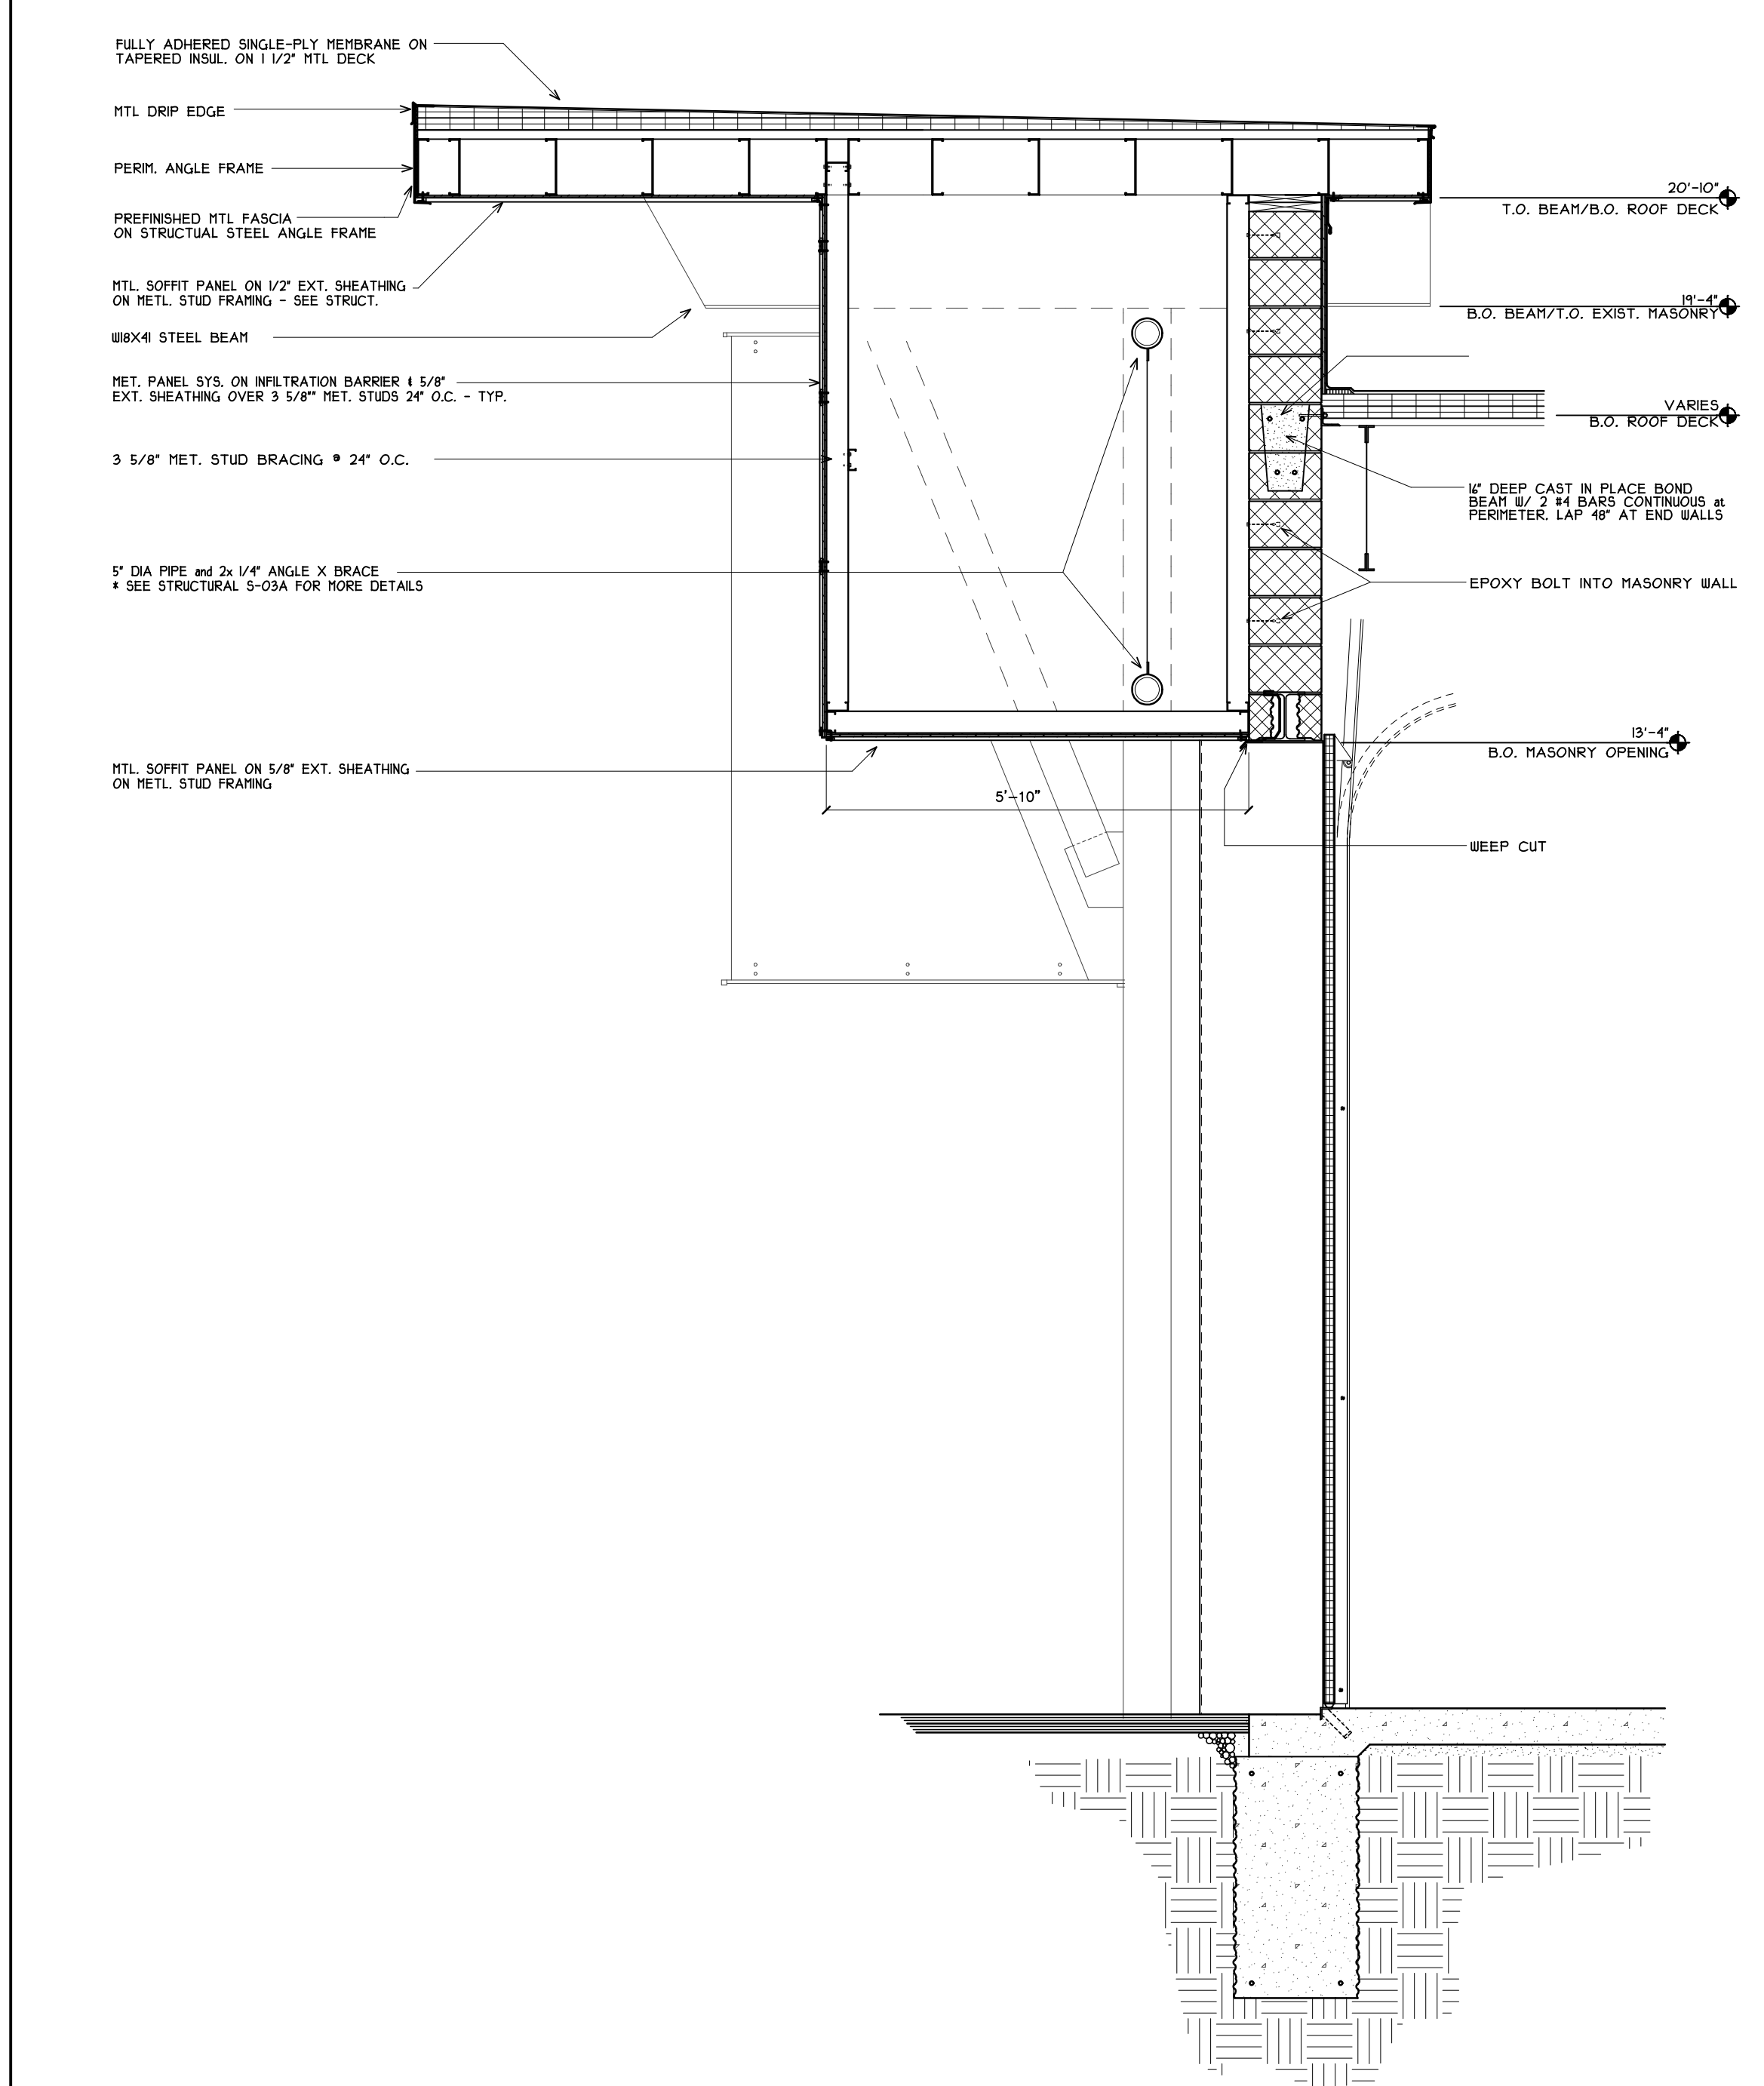 FULLY ADHERED SINGLE-PLY MEMBRANE ON
TAPERED INSUL. ON 1 1/2" MTL DECK
MTL DRIP EDGE
PERIM. ANGLE FRAME
PREFINISHED MTL FASCIA
ON STRUCTUAL STEEL ANGLE FRAME
MTL. SOFFIT PANEL ON 1/2" EXT. SHEATHING
ON METL. STUD FRAMING - SEE STRUCT.
W18X41 STEEL BEAM
MET. PANEL SYS. ON INFILTRATION BARRIER & 5/8"
EXT. SHEATHING OVER 3 5/8"" MET. STUDS 24" O.C. - TYP.
3 5/8" MET. STUD BRACING @ 24" O.C.
5" DIA PIPE and 2x 1/4" ANGLE X BRACE
* SEE STRUCTURAL S-03A FOR MORE DETAILS
MTL. SOFFIT PANEL ON 5/8" EXT. SHEATHING
ON METL. STUD FRAMING
5'-10"
20'-10"
T.O. BEAM/B.O. ROOF DECK
19'-4"
B.O. BEAM/T.O. EXIST. MASONRY
VARIES
B.O. ROOF DECK
16" DEEP CAST IN PLACE BOND
BEAM W/ 2 #4 BARS CONTINUOUS at
PERIMETER. LAP 48" AT END WALLS
EPOXY BOLT INTO MASONRY WALL
13'-4"
B.O. MASONRY OPENING
WEEP CUT